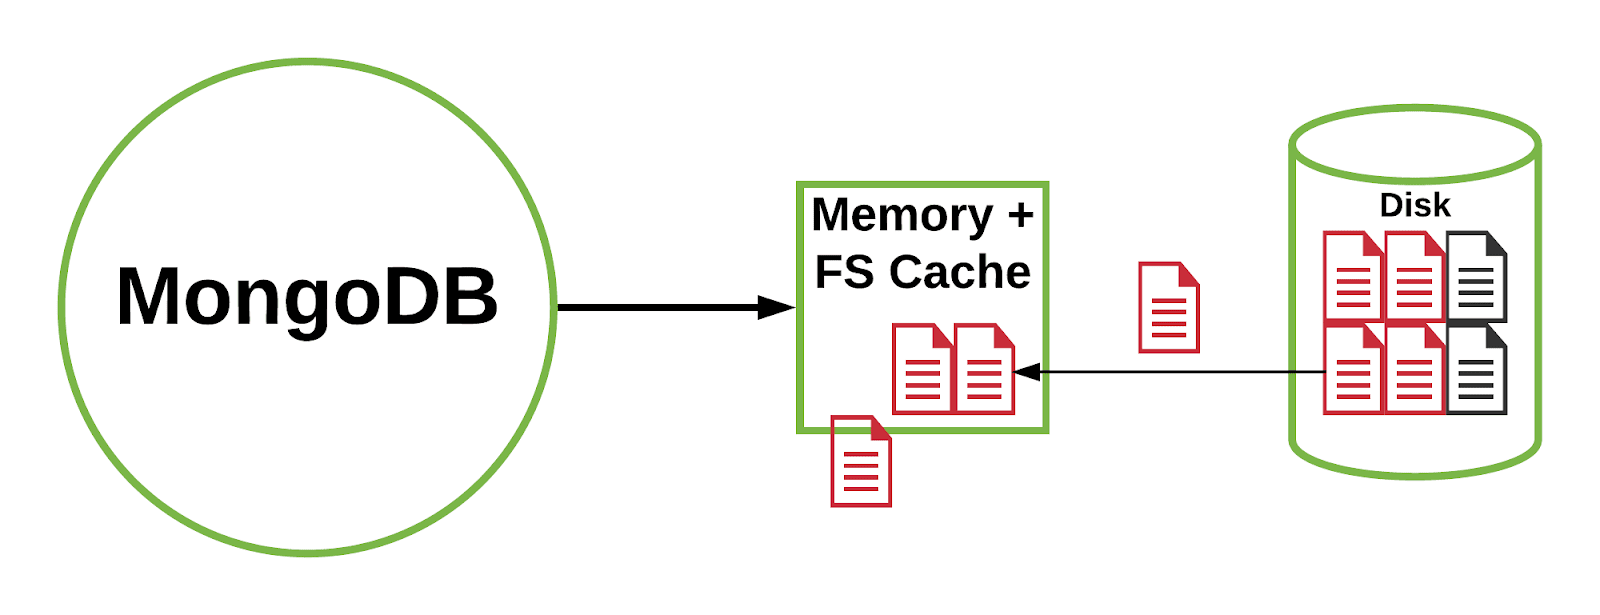 MongoDB
Memory +
FS Cache
Disk